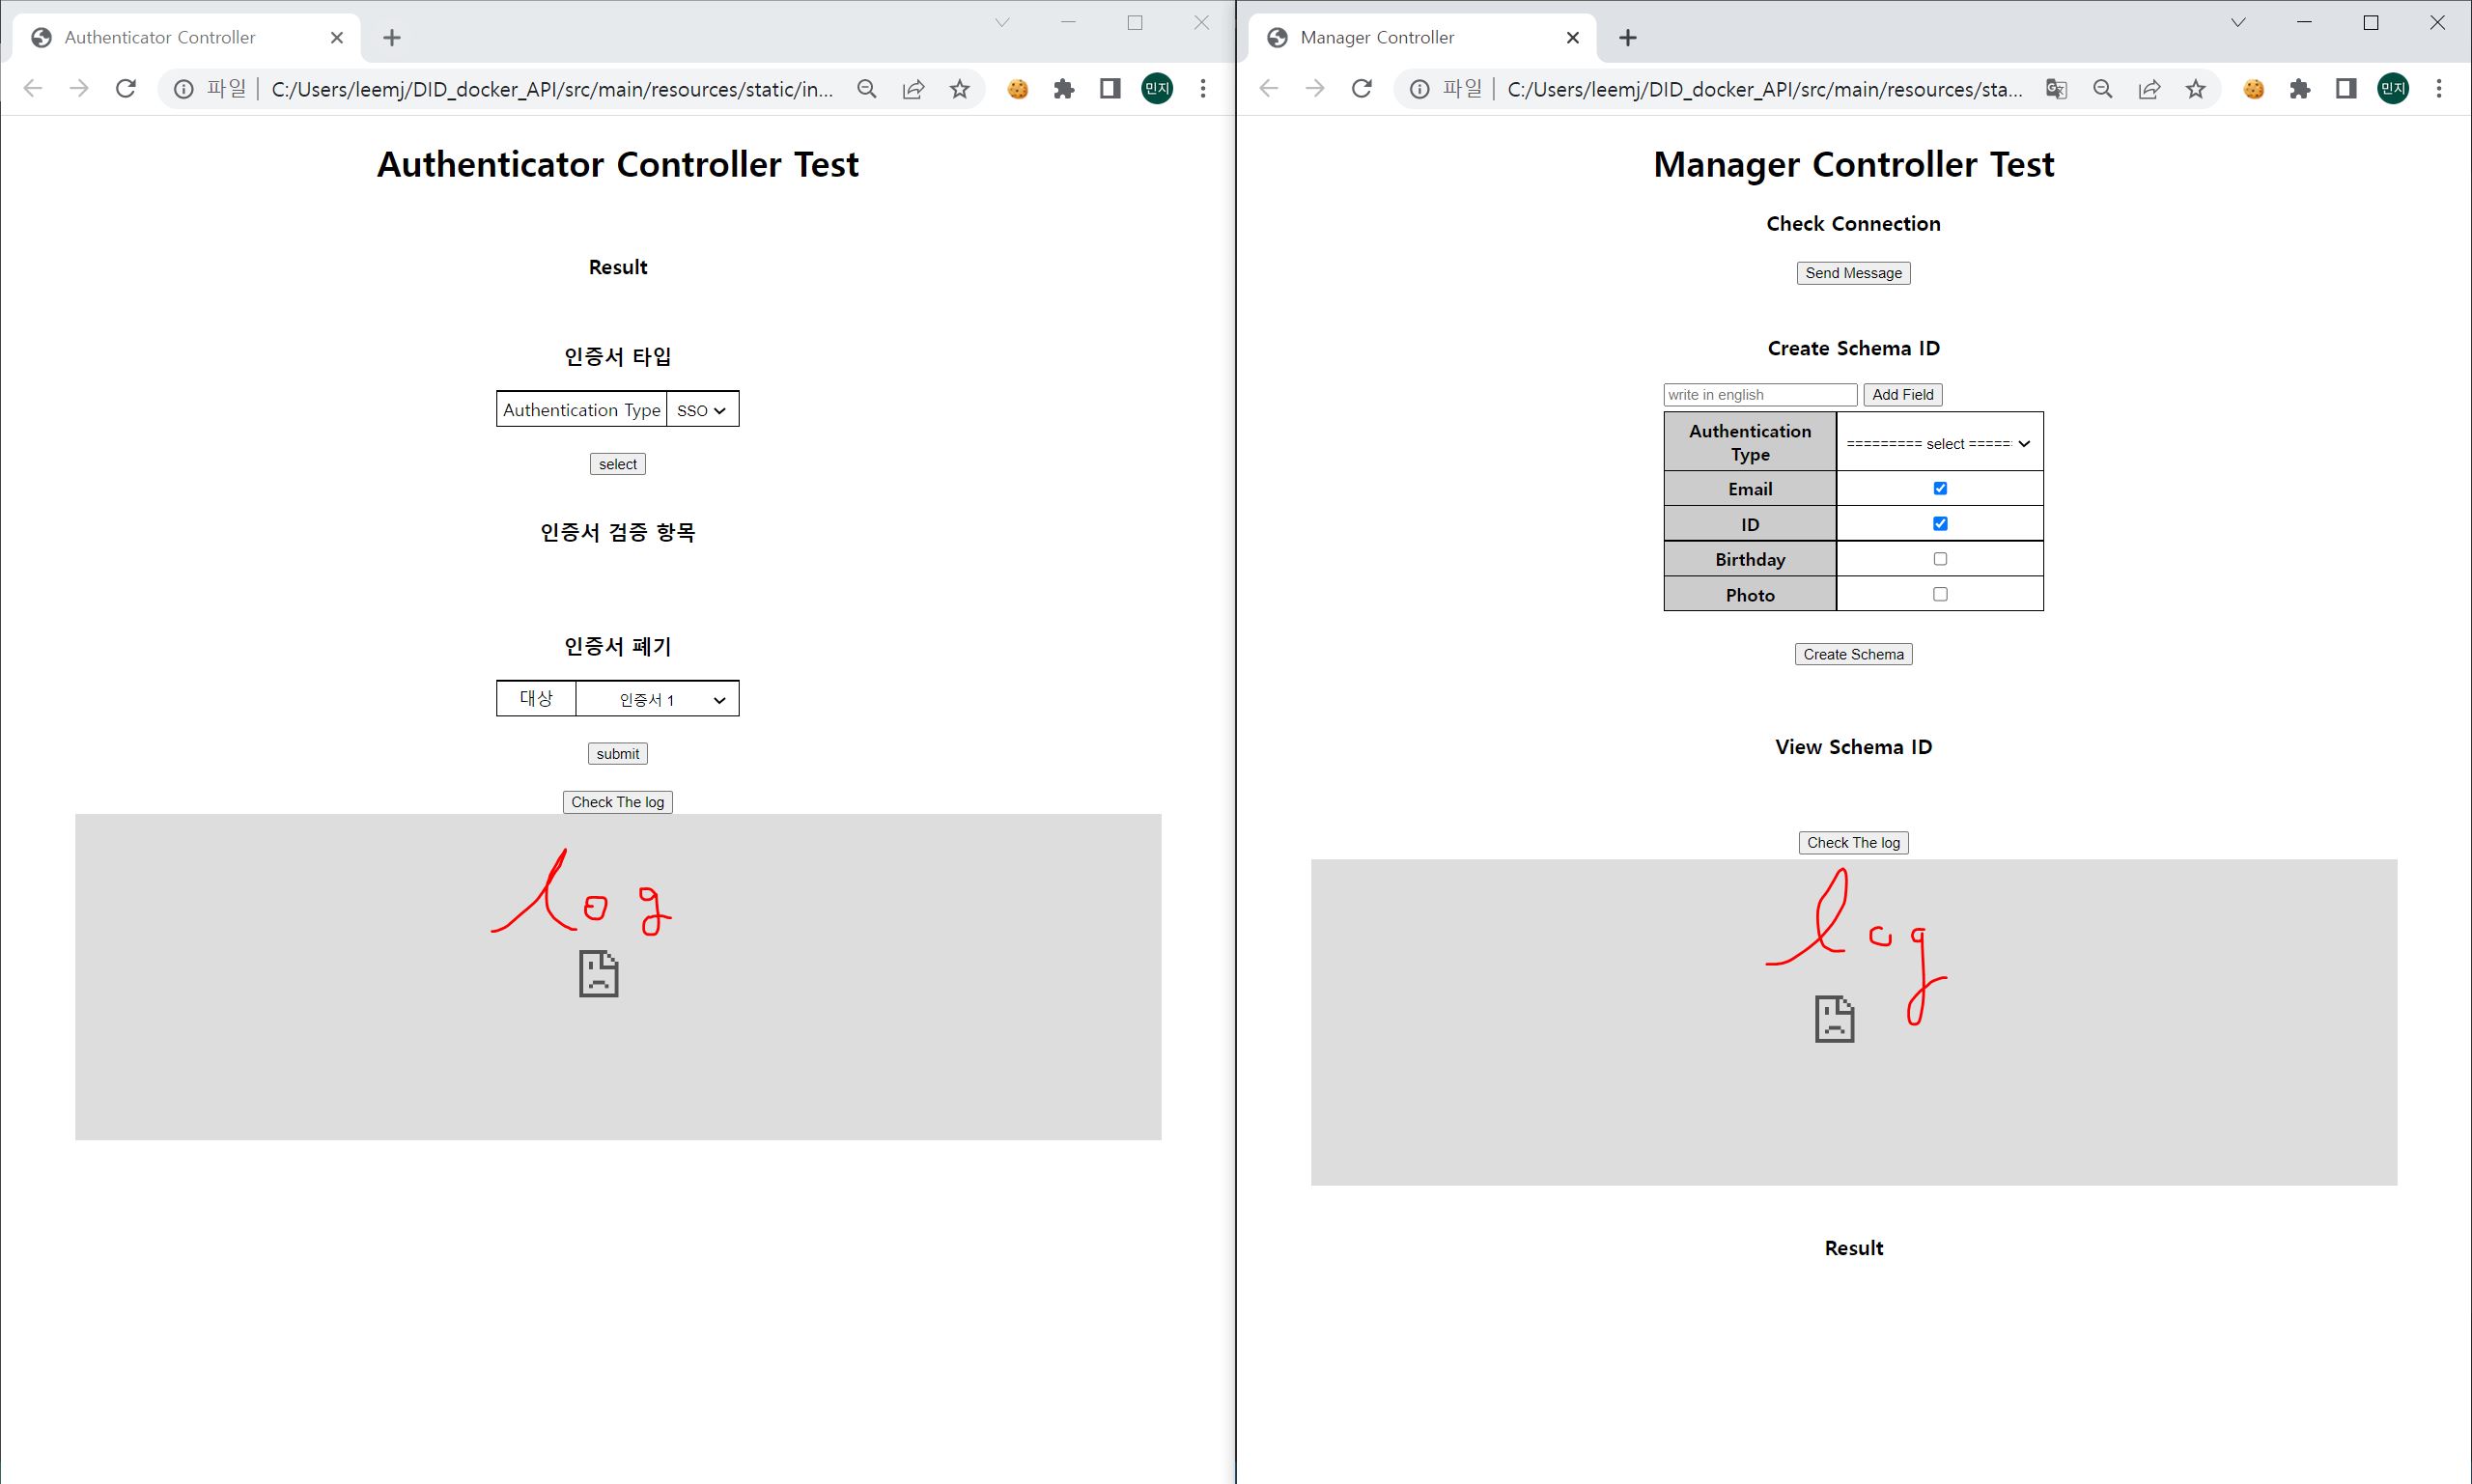 Authenticator Controller
파일 C:/Users/leemj/DID_docker_API/src/main/resources/static/in... 민지
Authenticator Controller Test
Result
인증서 타입
Authentication Type SSO
select
인증서 검증 항목
인증서 폐기
대상 인증서 1
submit
Check The log
log
Manager Controller
파일 C:/Users/leemj/DID_docker_API/src/main/resources/sta... 민지
Manager Controller Test
Check Connection
Send Message
Create Schema ID
write in english Add Field
Authentication
Type
========= select =====
Email
ID
Birthday
Photo
Create Schema
View Schema ID
Check The log
log
Result